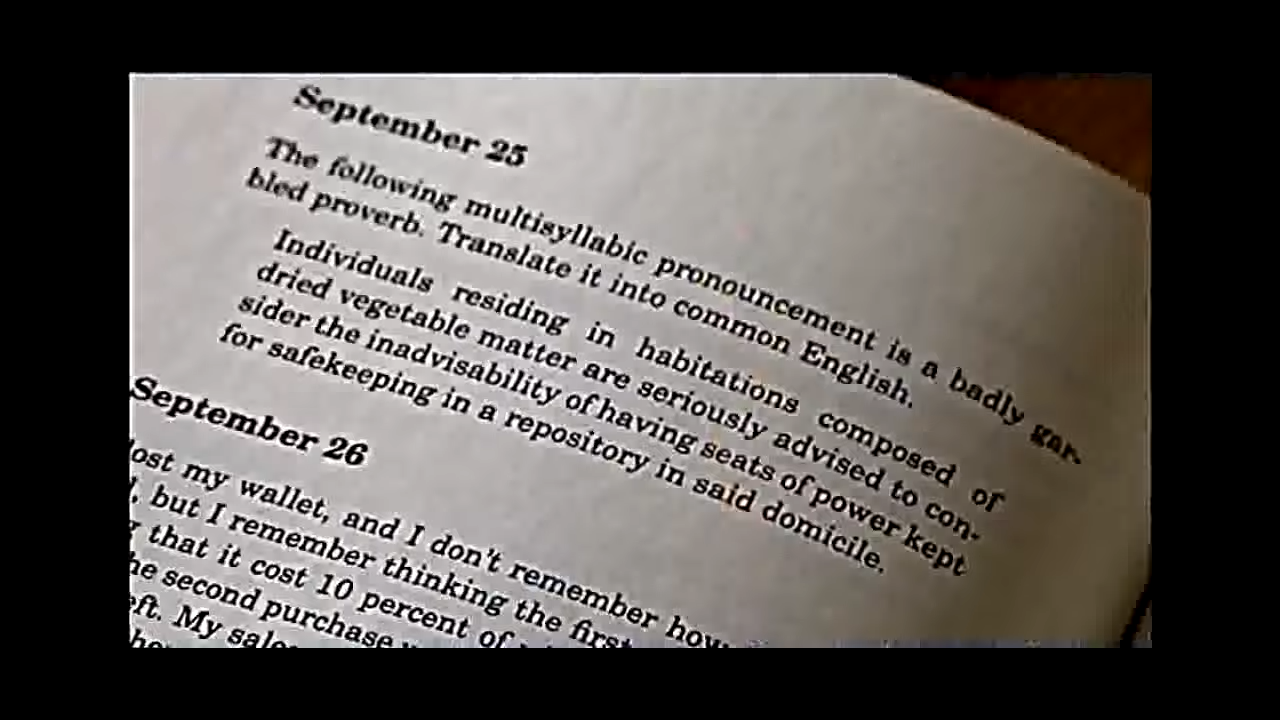 September 25
The following multisyllabic pronouncement is a badly gar-
bled proverb. Translate it into common English.
Individuals residing in habitations composed of
dried vegetable matter are seriously advised to con-
sider the inadvisability of having seats of power kept
for safekeeping in a repository in said domicile.
September 26
lost my wallet, and I don't remember how
, but I remember thinking the first
that it cost 10 percent of
second purchase
My